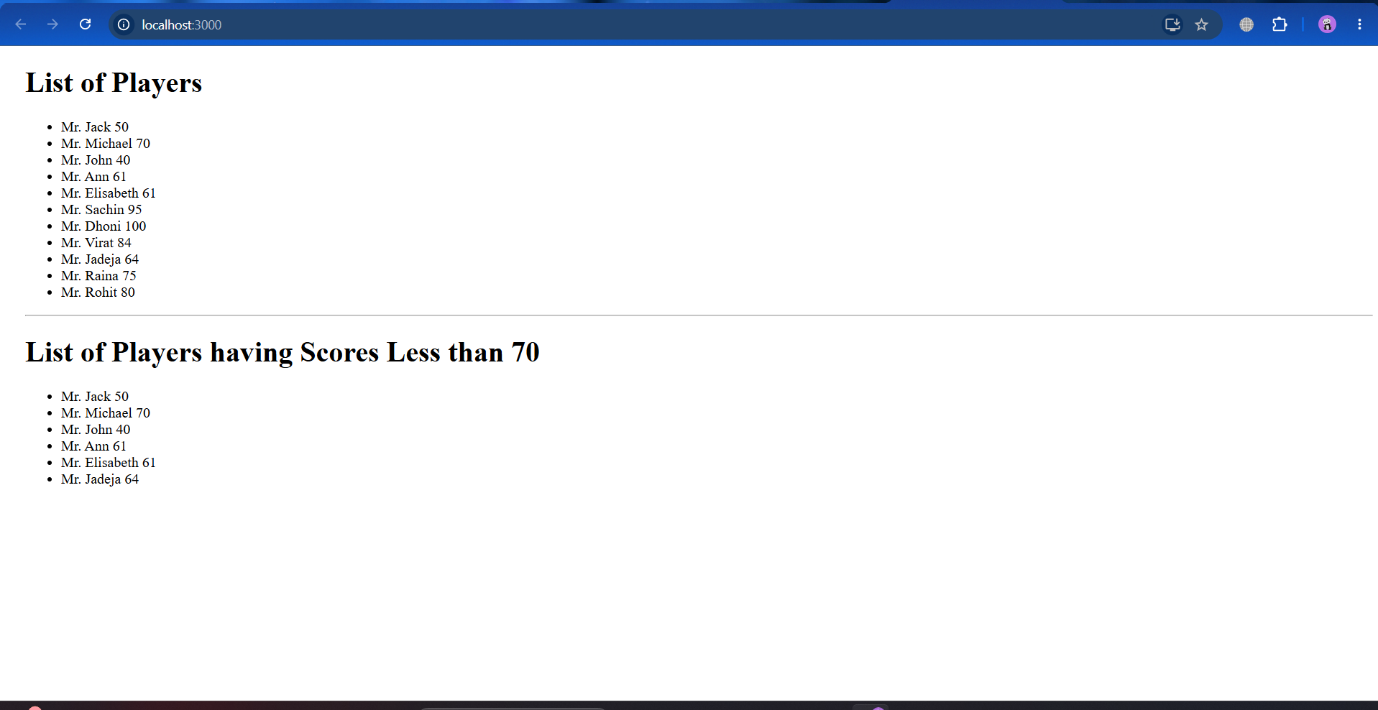 localhost:3000
List of Players
• Mr. Jack 50
• Mr. Michael 70
• Mr. John 40
• Mr. Ann 61
• Mr. Elisabeth 61
• Mr. Sachin 95
• Mr. Dhoni 100
• Mr. Virat 84
• Mr. Jadeja 64
• Mr. Raina 75
• Mr. Rohit 80
List of Players having Scores Less than 70
• Mr. Jack 50
• Mr. Michael 70
• Mr. John 40
• Mr. Ann 61
• Mr. Elisabeth 61
• Mr. Jadeja 64